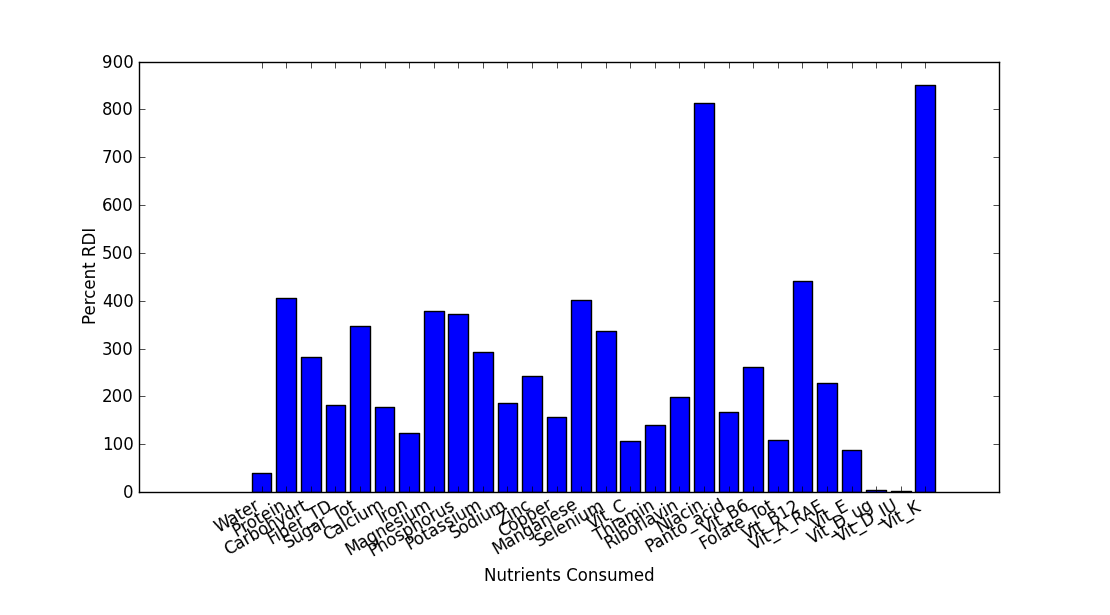 900
800
700
600
500
400
300
200
100
0
Percent RDI
Water
Protein
Carbohydrt
Fiber_TD
Sugar_Tot
Calcium
Iron
Magnesium
Phosphorus
Potassium
Sodium
Zinc
Copper
Manganese
Selenium
Vit_C
Thiamin
Riboflavin
Niacin
Panto_acid
Vit_B6
Folate_Tot
Vit_B12
Vit_A_RAE
Vit_E
Vit_D_ug
Vit_D_IU
Vit_K
Nutrients Consumed